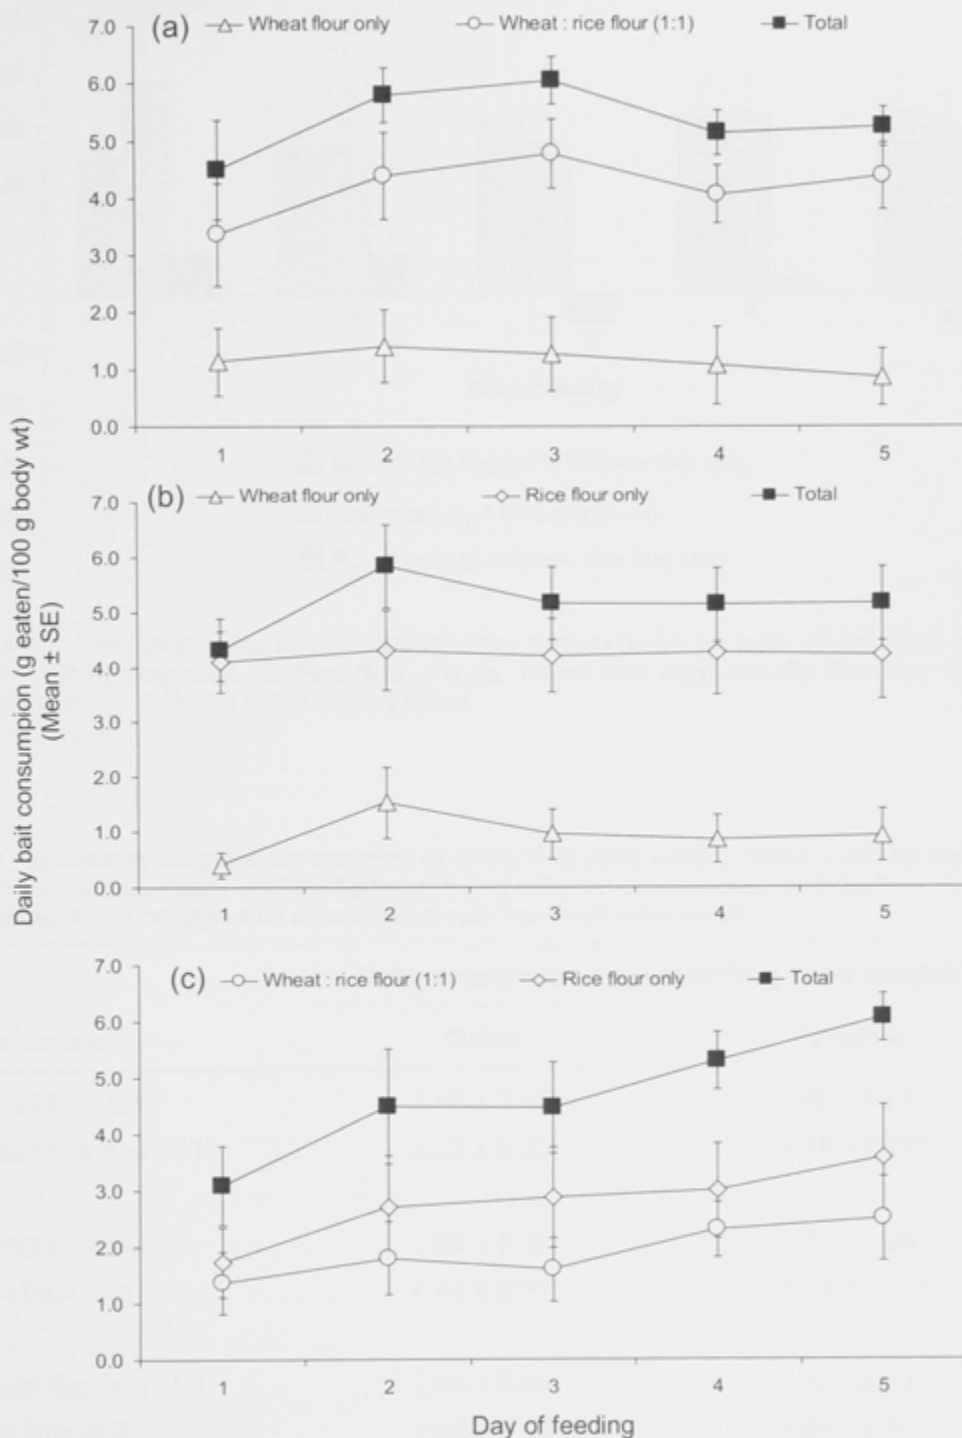 Daily bait consumpion (g eaten/100 g body wt)
(Mean ± SE)
(a) Wheat flour only Wheat : rice flour (1:1) Total
7.0
6.0
5.0
4.0
3.0
2.0
1.0
0.0
1 2 3 4 5
(b) Wheat flour only Rice flour only Total
7.0
6.0
5.0
4.0
3.0
2.0
1.0
0.0
1 2 3 4 5
(c) Wheat : rice flour (1:1) Rice flour only Total
7.0
6.0
5.0
4.0
3.0
2.0
1.0
0.0
1 2 3 4 5
Day of feeding